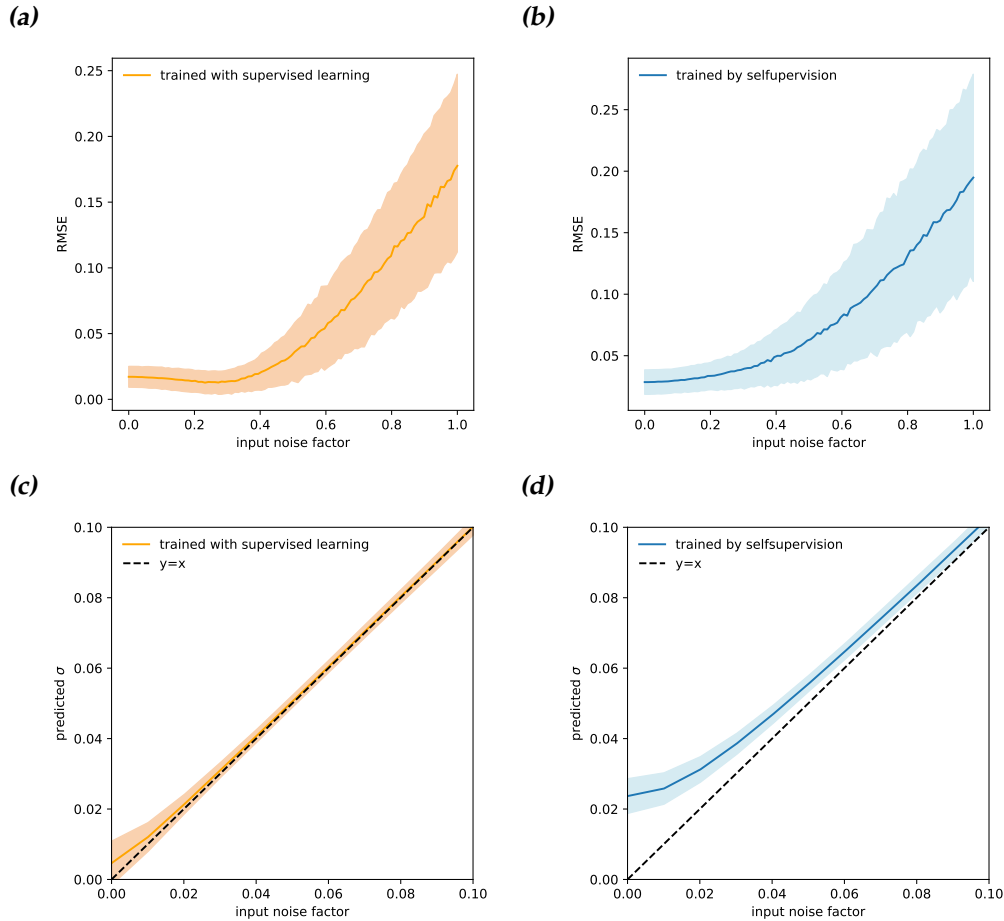 (a)
(b)
trained with supervised learning
0.25
0.20
0.15
0.10
0.05
0.00
RMSE
0.0 0.2 0.4 0.6 0.8 1.0
input noise factor
trained by selfupervision
0.25
0.20
0.15
0.10
0.05
RMSE
0.0 0.2 0.4 0.6 0.8 1.0
input noise factor
(c)
(d)
trained with supervised learning
y=x
0.10
0.08
0.06
0.04
0.02
0.00
predicted σ
0.00 0.02 0.04 0.06 0.08 0.10
input noise factor
trained by selfsupervision
y=x
0.10
0.08
0.06
0.04
0.02
0.00
predicted σ
0.00 0.02 0.04 0.06 0.08 0.10
input noise factor